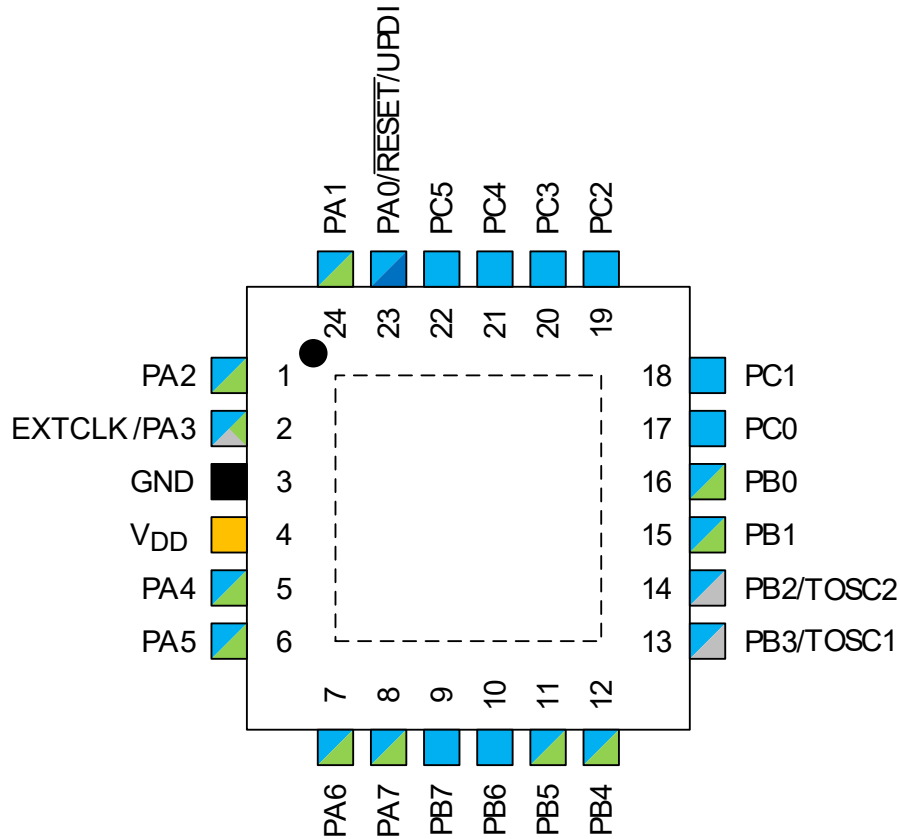 PA1
PA0/RESET/UPDI
PC5
PC4
PC3
PC2
24
23
22
21
20
19
PA2 1
EXTCLK/PA3 2
GND 3
VDD 4
PA4 5
PA5 6
18 PC1
17 PC0
16 PB0
15 PB1
14 PB2/TOSC2
13 PB3/TOSC1
7
8
9
10
11
12
PA6
PA7
PB7
PB6
PB5
PB4